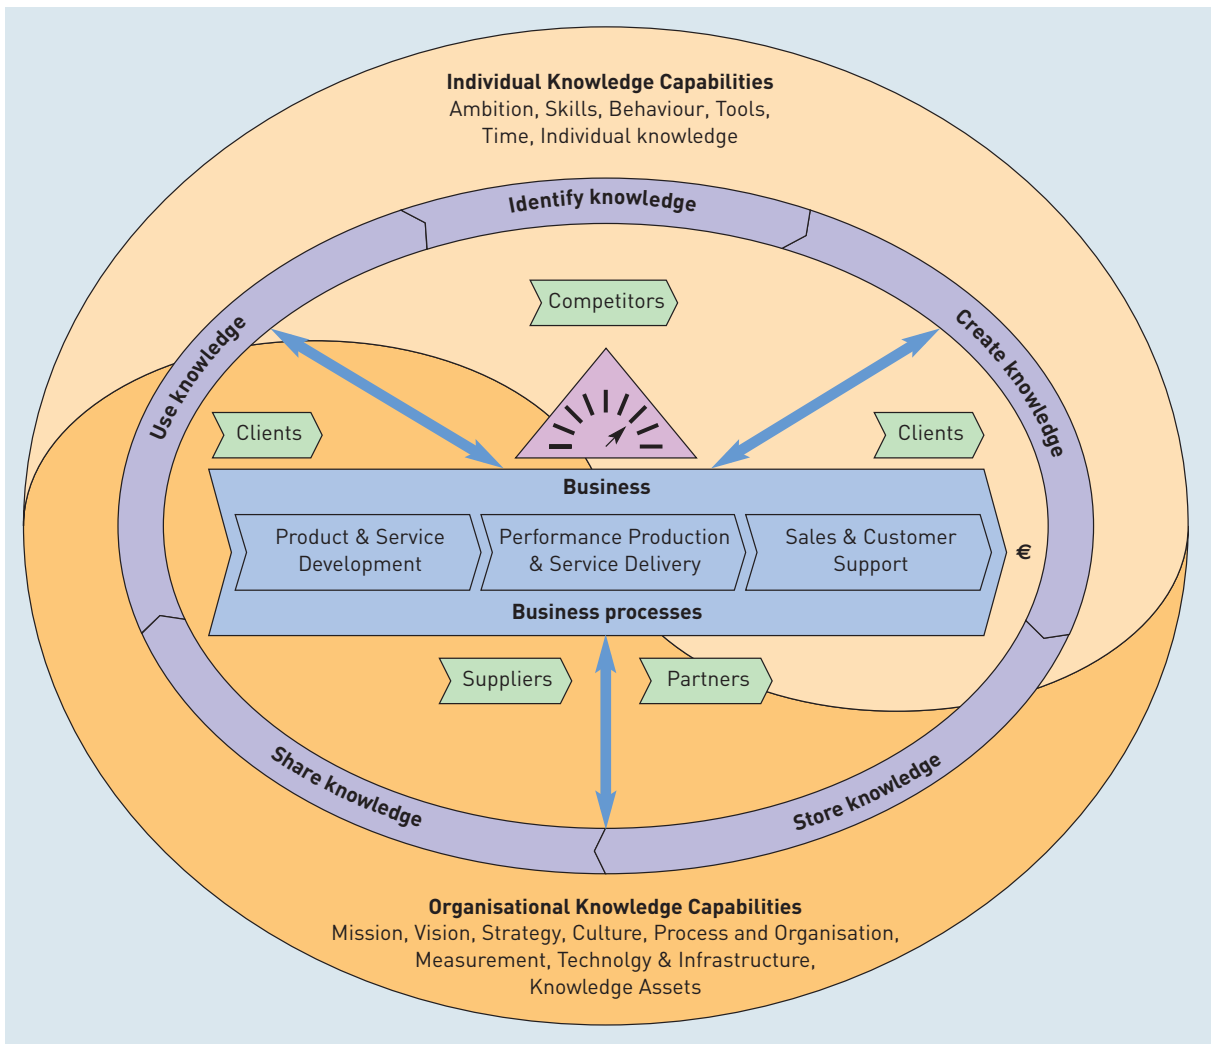 Individual Knowledge Capabilities
Ambition, Skills, Behaviour, Tools,
Time, Individual knowledge
Identify knowledge
Use knowledge
Create knowledge
Competitors
Clients
Clients
Business
Product & Service
Development
Performance Production
& Service Delivery
Sales & Customer
Support
€
Business processes
Suppliers
Partners
Share knowledge
Store knowledge
Organisational Knowledge Capabilities
Mission, Vision, Strategy, Culture, Process and Organisation,
Measurement, Technolgy & Infrastructure,
Knowledge Assets